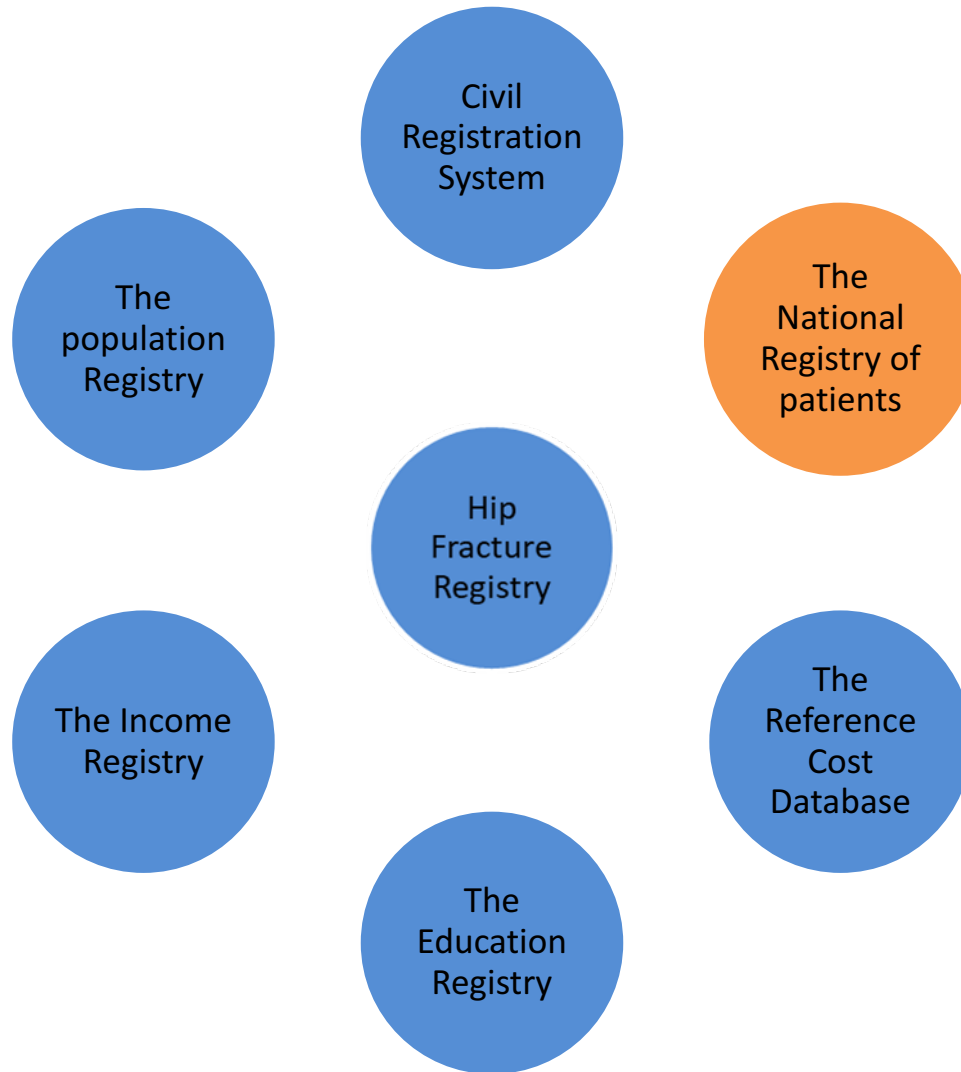 Civil
Registration
System
The
population
Registry
The
National
Registry of
patients
Hip
Fracture
Registry
The Income
Registry
The
Reference
Cost
Database
The
Education
Registry